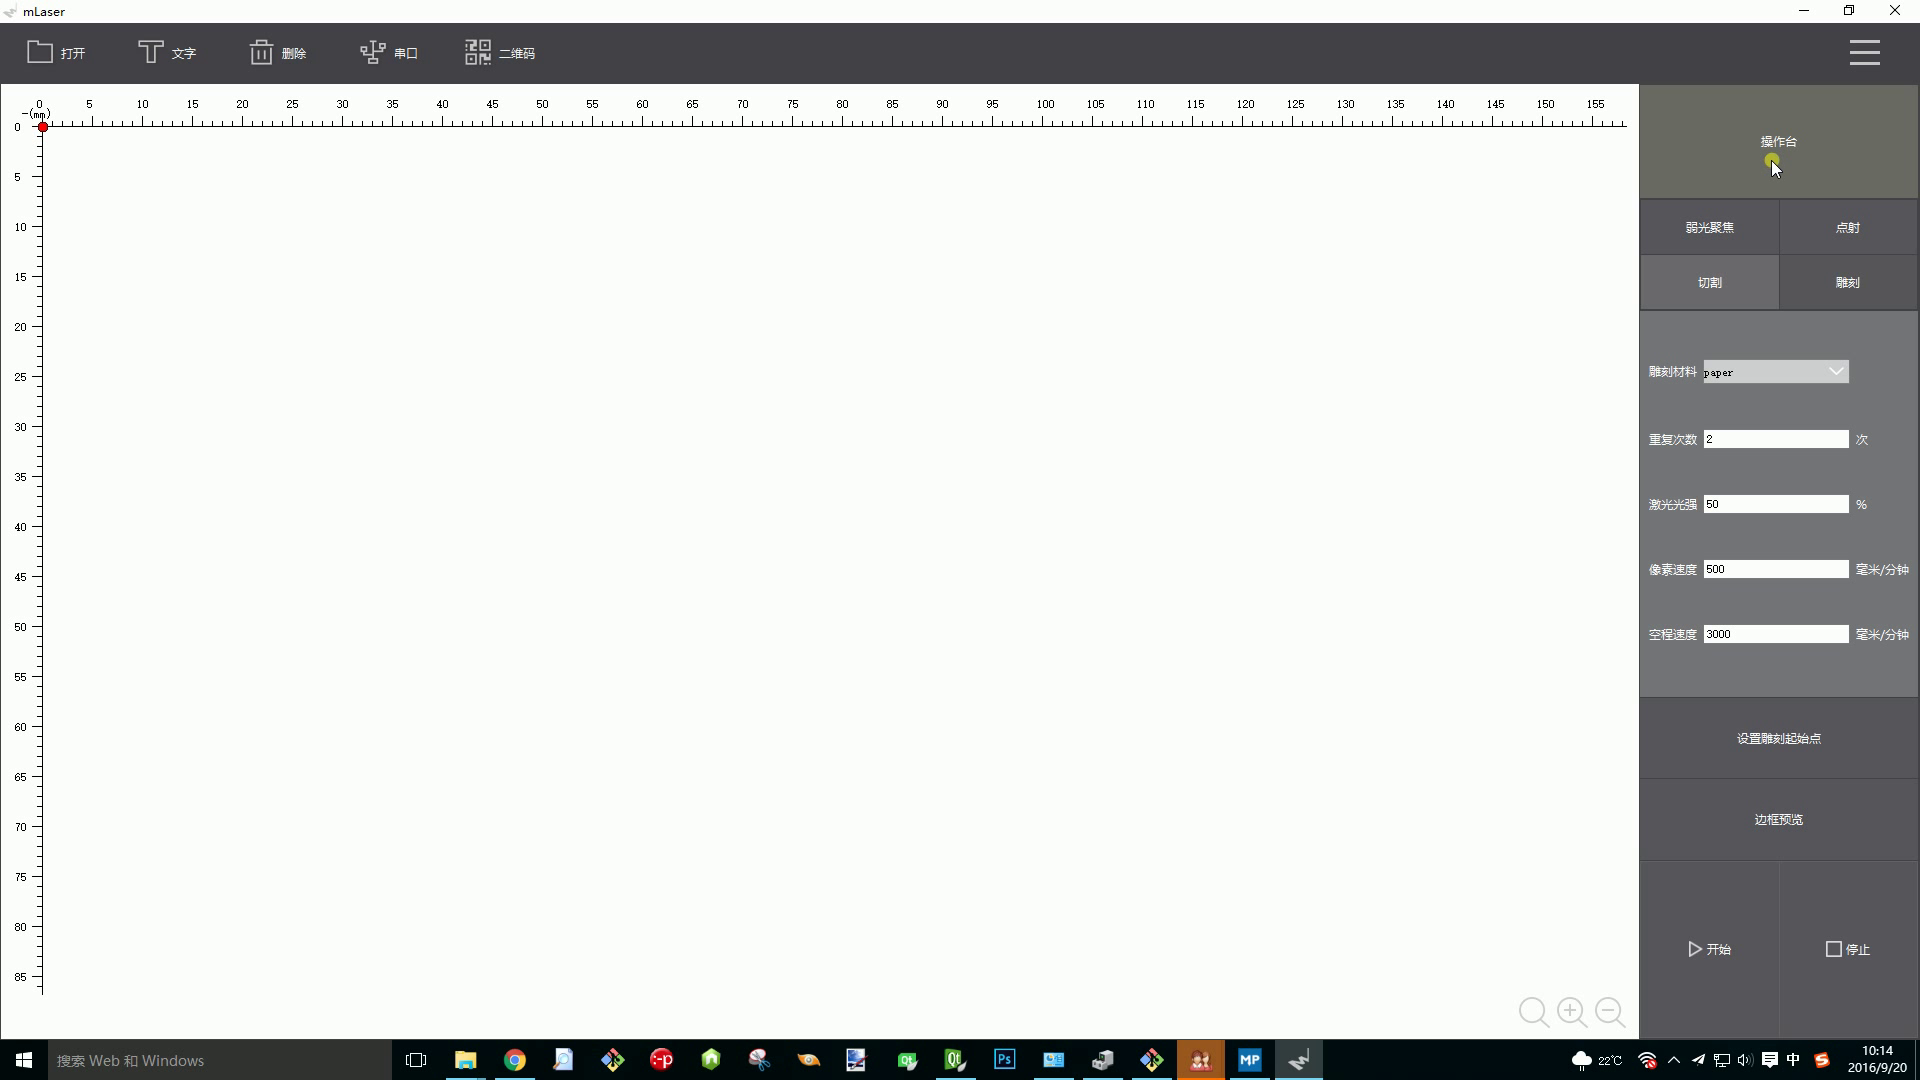 mLaser
打开 文字 删除 串口 二维码
0 5 10 15 20 25 30 35 40 45 50 55 60 65 70 75 80 85 90 95 100 105 110 115 120 125 130 135 140 145 150 155
(mm)
0
5
10
15
20
25
30
35
40
45
50
55
60
65
70
75
80
85
操作台
弱光聚焦 点射
切割 雕刻
雕刻材料 paper
重复次数 2 次
激光光强 50 %
像素速度 500 毫米/分钟
空程速度 3000 毫米/分钟
设置雕刻起始点
边框预览
开始 停止
搜索 Web 和 Windows
Qt
Qt
Ps
MP
22℃
中
S
10:14
2016/9/20